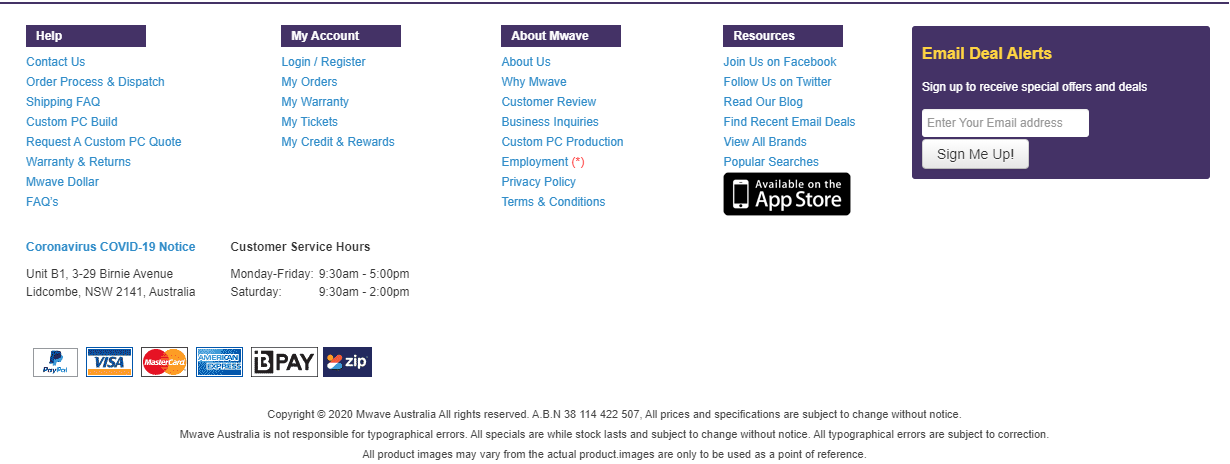 Help
Contact Us
Order Process & Dispatch
Shipping FAQ
Custom PC Build
Request A Custom PC Quote
Warranty & Returns
Mwave Dollar
FAQ's
My Account
Login / Register
My Orders
My Warranty
My Tickets
My Credit & Rewards
About Mwave
About Us
Why Mwave
Customer Review
Business Inquiries
Custom PC Production
Employment (*)
Privacy Policy
Terms & Conditions
Resources
Join Us on Facebook
Follow Us on Twitter
Read Our Blog
Find Recent Email Deals
View All Brands
Popular Searches
Available on the
App Store
Email Deal Alerts
Sign up to receive special offers and deals
Enter Your Email address
Sign Me Up!
Coronavirus COVID-19 Notice
Unit B1, 3-29 Birnie Avenue
Lidcombe, NSW 2141, Australia
Customer Service Hours
Monday-Friday: 9:30am - 5:00pm
Saturday: 9:30am - 2:00pm
PayPal VISA MasterCard AMERICAN EXPRESS BPAY zip
Copyright © 2020 Mwave Australia All rights reserved. A.B.N 38 114 422 507, All prices and specifications are subject to change without notice.
Mwave Australia is not responsible for typographical errors. All specials are while stock lasts and subject to change without notice. All typographical errors are subject to correction.
All product images may vary from the actual product.images are only to be used as a point of reference.